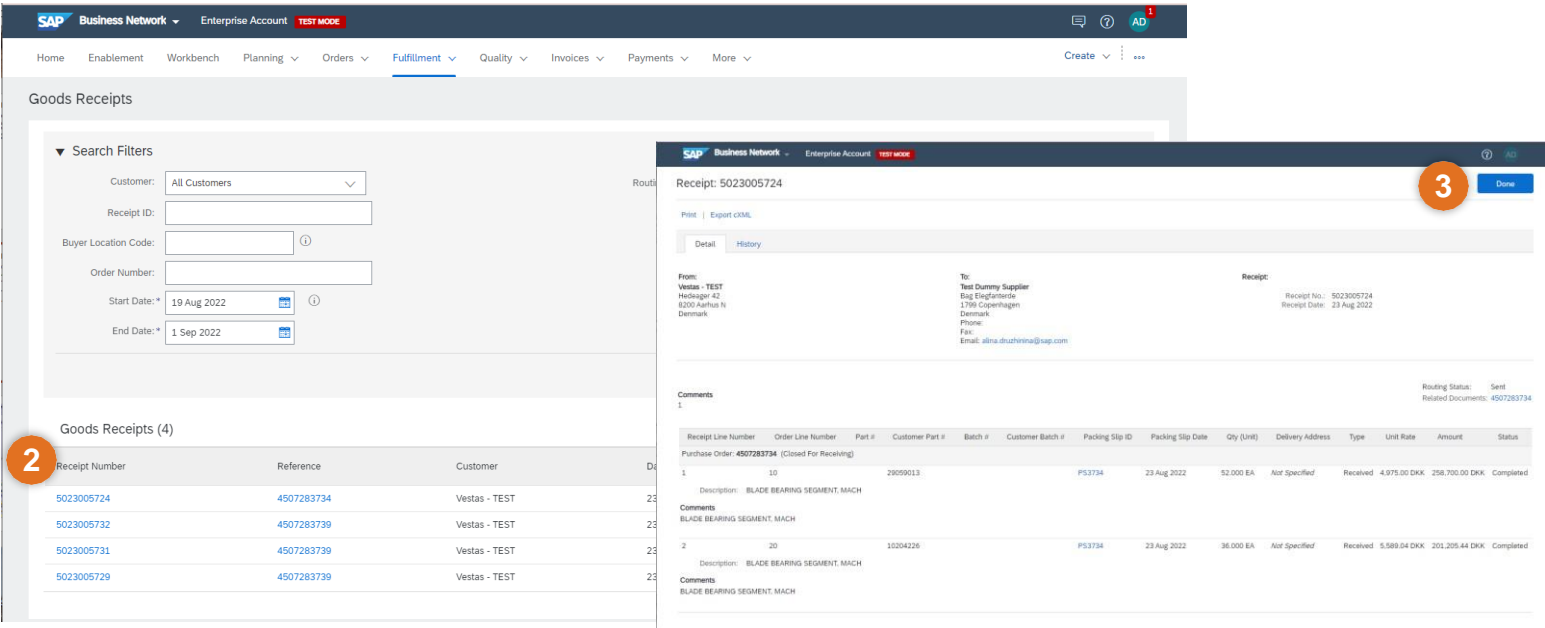 SAP Business Network Enterprise Account TEST MODE AD 1
Home Enablement Workbench Planning Orders Fulfillment Quality Invoices Payments More Create
Goods Receipts
Search Filters
Customer: All Customers
Receipt ID:
Buyer Location Code:
Order Number:
Start Date:* 19 Aug 2022
End Date:* 1 Sep 2022
Goods Receipts (4)
2
Receipt Number Reference Customer
5023005724 4507283734 Vestas - TEST 23
5023005732 4507283739 Vestas - TEST 23
5023005731 4507283739 Vestas - TEST 23
5023005729 4507283739 Vestas - TEST 23
SAP Business Network Enterprise Account TEST MODE AD
Receipt: 5023005724 3 Done
Print | Export cXML
Detail History
From: To: Receipt:
Vestas - TEST Test Dummy Supplier
Hedeager 42 Bag Elegfanterde Receipt No.: 5023005724
8200 Aarhus N 1799 Copenhagen Receipt Date: 23 Aug 2022
Denmark Denmark
Phone:
Fax:
Email: alina.druzhinina@sap.com
Routing Status: Sent
Comments Related Documents: 4507283734
1
Receipt Line Number Order Line Number Part # Customer Part # Batch # Customer Batch # Packing Slip ID Packing Slip Date Qty (Unit) Delivery Address Type Unit Rate Amount Status
Purchase Order: 4507283734 (Closed For Receiving)
1 10 29059013 PS3734 23 Aug 2022 52.000 EA Not Specified Received 4,975.00 DKK 258,700.00 DKK Completed
Description: BLADE BEARING SEGMENT, MACH
Comments
BLADE BEARING SEGMENT, MACH
2 20 10204226 PS3734 23 Aug 2022 36.000 EA Not Specified Received 5,589.04 DKK 201,205.44 DKK Completed
Description: BLADE BEARING SEGMENT, MACH
Comments
BLADE BEARING SEGMENT, MACH